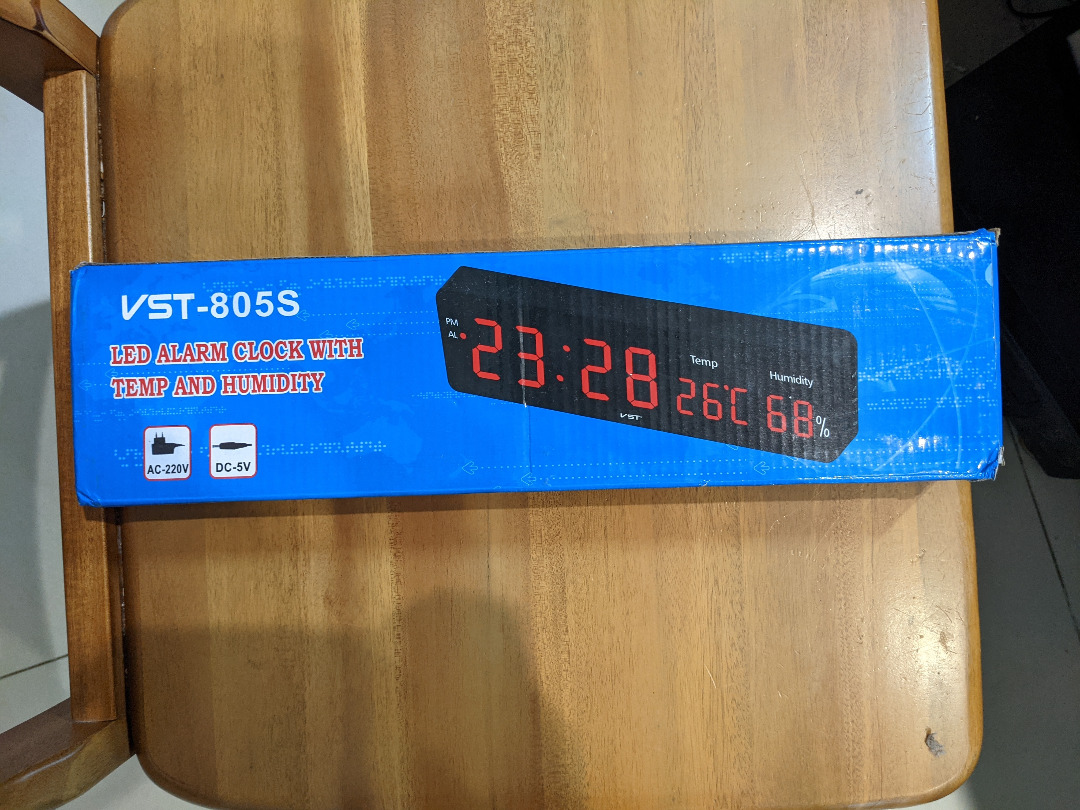 VST-805S
LED ALARM CLOCK WITH
TEMP AND HUMIDITY
AC-220V
DC-5V
PM
AL
23:28
Temp
26°C
Humidity
68%
VST